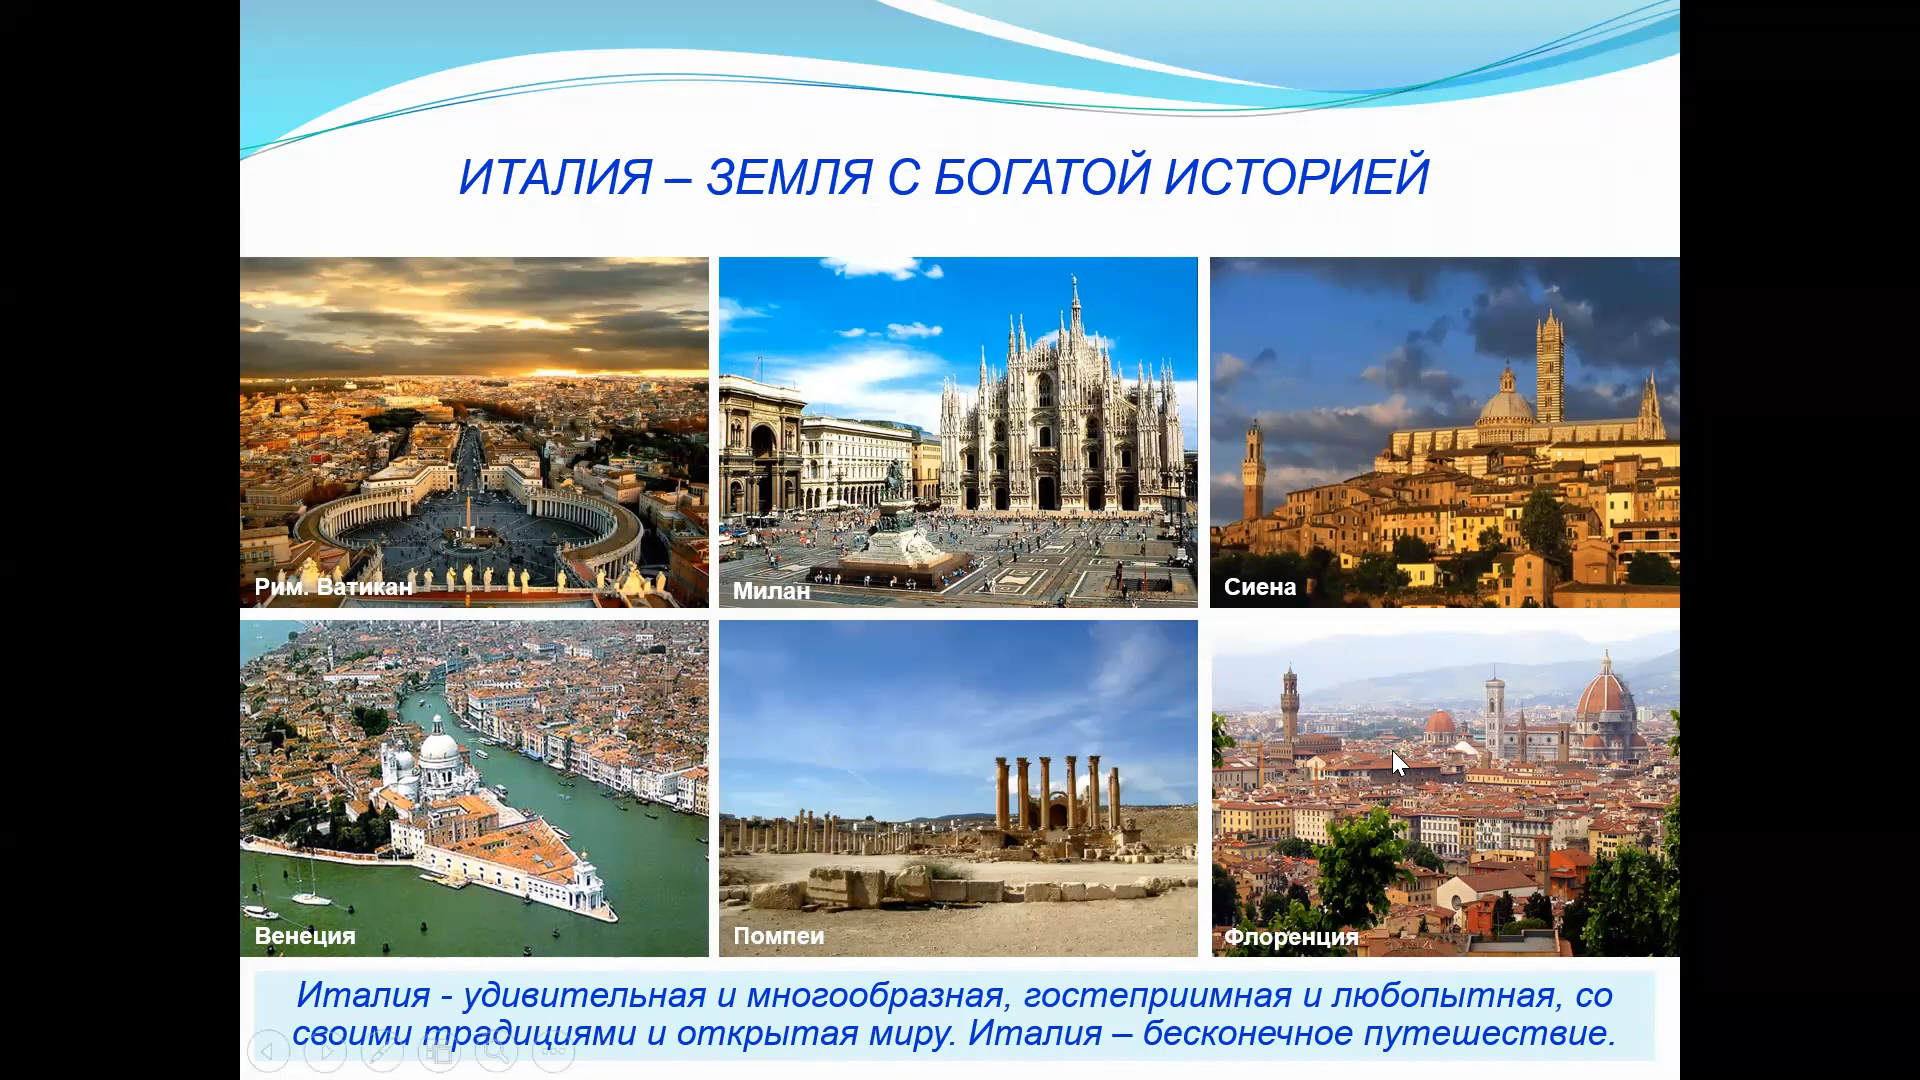 ИТАЛИЯ – ЗЕМЛЯ С БОГАТОЙ ИСТОРИЕЙ
Рим. Ватикан
Милан
Сиена
Венеция
Помпеи
Флоренция
Италия - удивительная и многообразная, гостеприимная и любопытная, со
своими традициями и открытая миру. Италия – бесконечное путешествие.